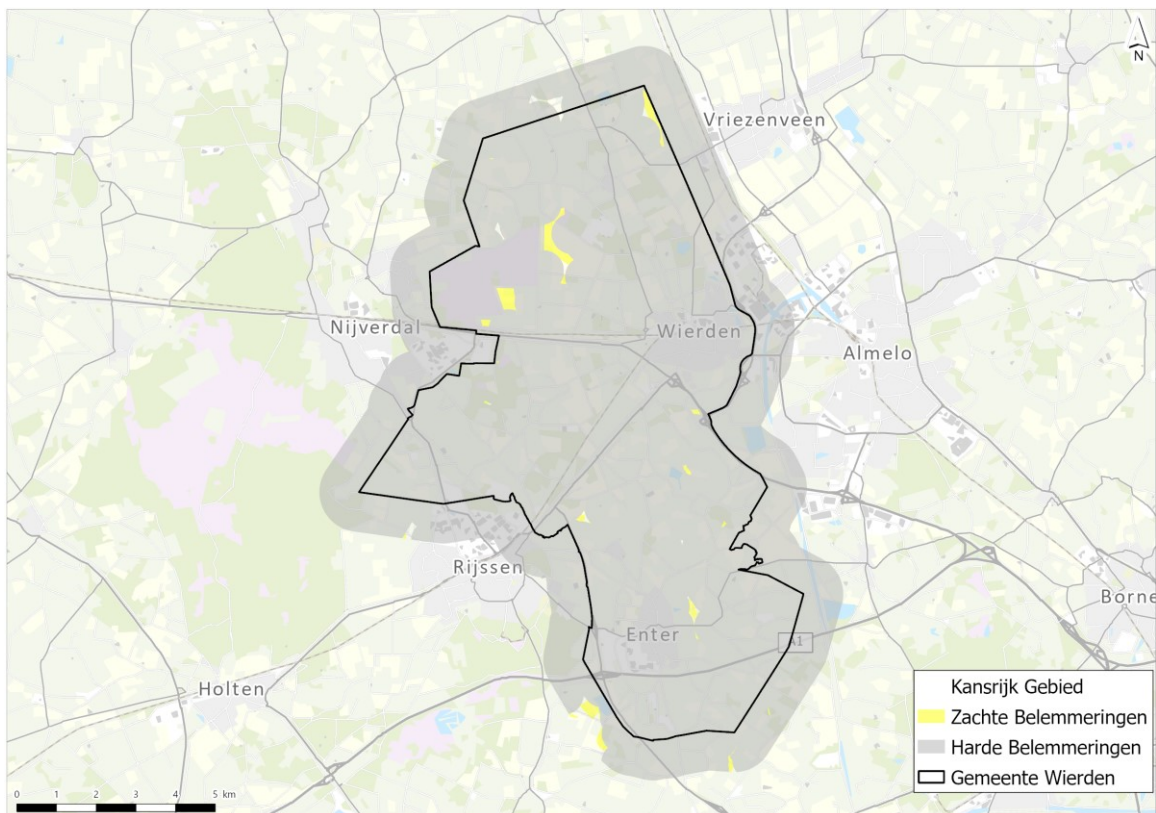 N
Vriezenveen
Nijverdal
Wierden
Almelo
Rijssen
Enter
A1
Borne
Holten
Kansrijk Gebied
Zachte Belemmeringen
Harde Belemmeringen
Gemeente Wierden
0 1 2 3 4 5 km